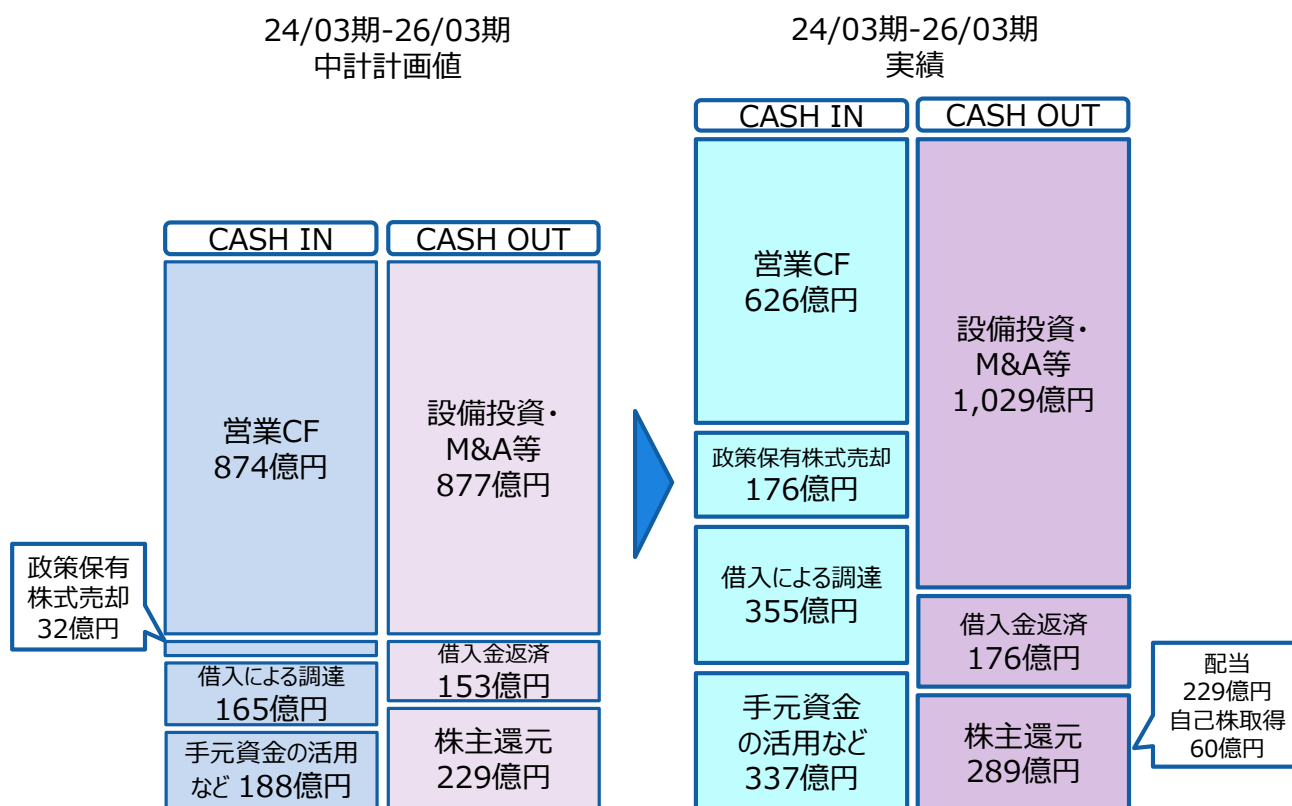 24/03期-26/03期
中計計画値
CASH IN
CASH OUT
営業CF
874億円
政策保有
株式売却
32億円
借入による調達
165億円
手元資金の活用
など 188億円
設備投資・
M&A等
877億円
借入金返済
153億円
株主還元
229億円
24/03期-26/03期
実績
CASH IN
CASH OUT
営業CF
626億円
政策保有株式売却
176億円
借入による調達
355億円
手元資金
の活用など
337億円
設備投資・
M&A等
1,029億円
借入金返済
176億円
株主還元
289億円
配当
229億円
自己株取得
60億円